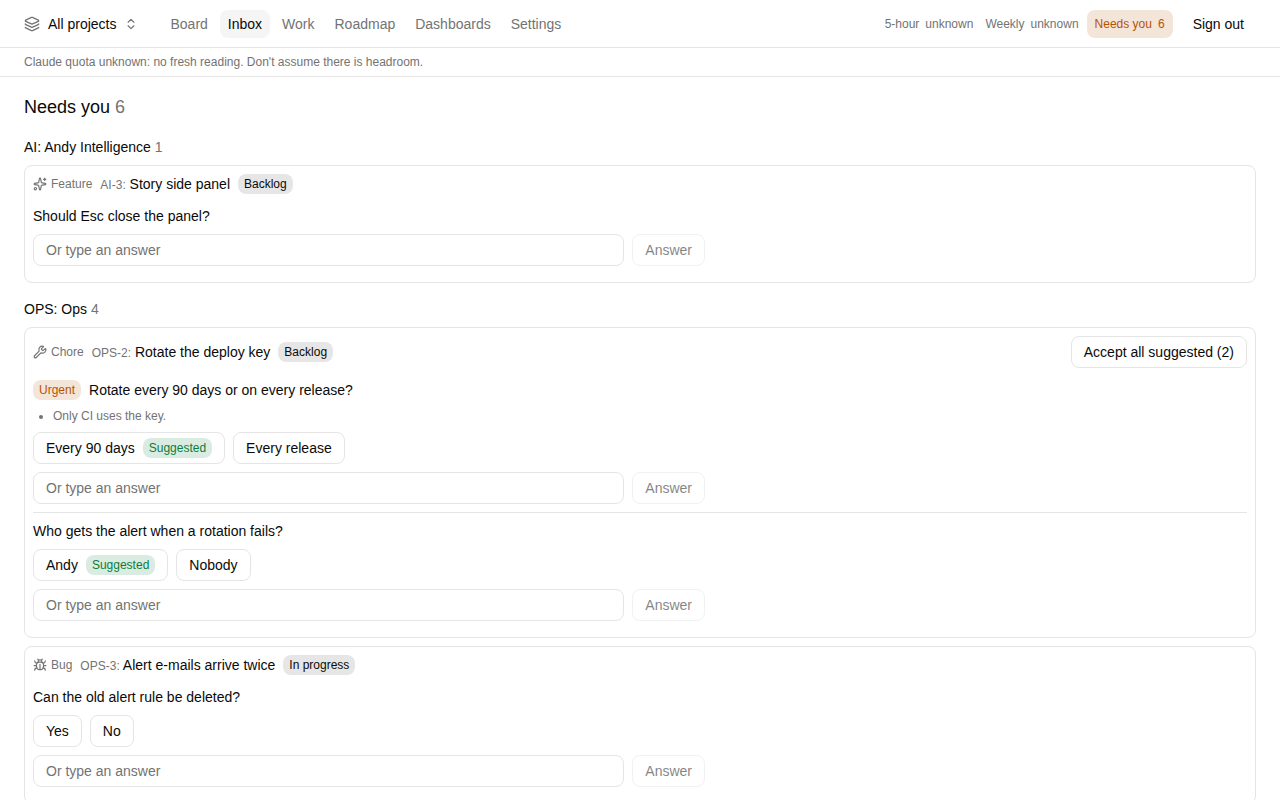 All projects Board Inbox Work Roadmap Dashboards Settings 5-hour unknown Weekly unknown Needs you 6 Sign out
Claude quota unknown: no fresh reading. Don't assume there is headroom.
Needs you 6
AI: Andy Intelligence 1
Feature AI-3: Story side panel Backlog
Should Esc close the panel?
Or type an answer Answer
OPS: Ops 4
Chore OPS-2: Rotate the deploy key Backlog Accept all suggested (2)
Urgent Rotate every 90 days or on every release?
• Only CI uses the key.
Every 90 days Suggested Every release
Or type an answer Answer
Who gets the alert when a rotation fails?
Andy Suggested Nobody
Or type an answer Answer
Bug OPS-3: Alert e-mails arrive twice In progress
Can the old alert rule be deleted?
Yes No
Or type an answer Answer